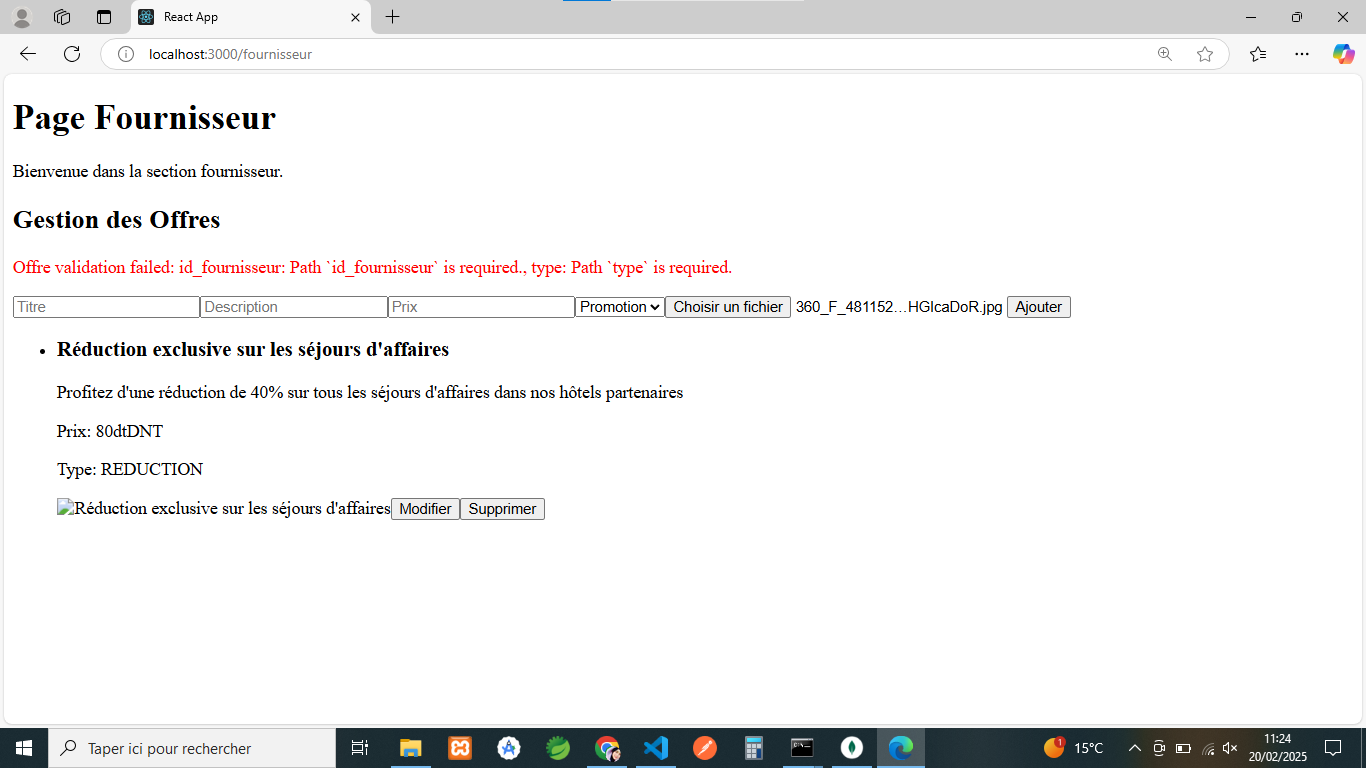 React App
localhost:3000/fournisseur
Page Fournisseur
Bienvenue dans la section fournisseur.
Gestion des Offres
Offre validation failed: id_fournisseur: Path `id_fournisseur` is required., type: Path `type` is required.
Titre Description Prix Promotion Choisir un fichier 360_F_481152...HGlcaDoR.jpg Ajouter
Réduction exclusive sur les séjours d'affaires
Profitez d'une réduction de 40% sur tous les séjours d'affaires dans nos hôtels partenaires
Prix: 80dtDNT
Type: REDUCTION
Réduction exclusive sur les séjours d'affaires Modifier Supprimer
Taper ici pour rechercher
1
15°C
11:24
20/02/2025